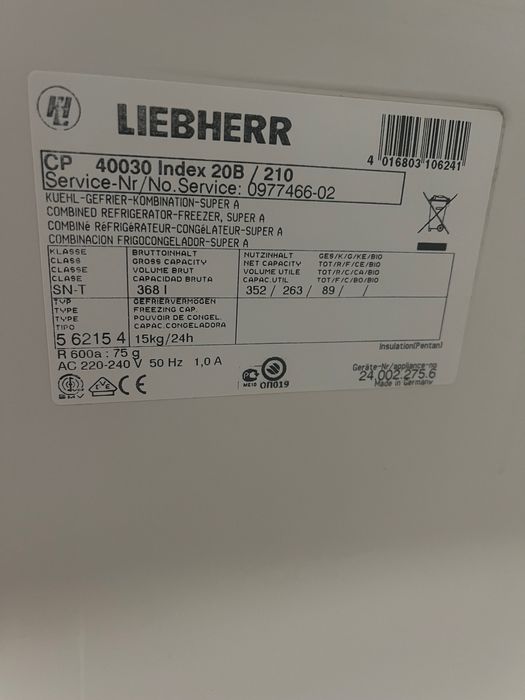 LIEBHERR
4 016803 106241
CP 40030 Index 20B / 210
Service-Nr/No.Service: 0977466-02
KUEHL-GEFRIER-KOMBINATION-SUPER A
COMBINED REFRIGERATOR-FREEZER, SUPER A
COMBINÉ RÉFRIGÉRATEUR-CONGÉLATEUR-SUPER A
COMBINACION FRIGOCONGELADOR-SUPER A
KLASSE BRUTTOINHALT NUTZINHALT GES/K/G/KE/BIO
CLASS GROSS CAPACITY NET CAPACITY TOT/R/F/CE/BIO
CLASSE VOLUME BRUT VOLUME UTILE TOT/R/C/CA/BIO
CLASE CAPACIDAD BRUTA CAPAC.UTIL TOT/F/C/BO/BIO
SN-T 368 l 352 / 263 / 89 / /
TYP GEFRIERVERMÖGEN
TYPE FREEZING CAP.
TYPE POUVOIR DE CONGEL.
TIPO CAPAC.CONGELADORA
5 6215 4 15kg/24h
Insulation(Pentan)
R 600a : 75 g
AC 220-240 V 50 Hz 1,0 A
Geräte-Nr/appliance-no
24.002.275.6
Made in Germany
EMV CE ME10 ОП019